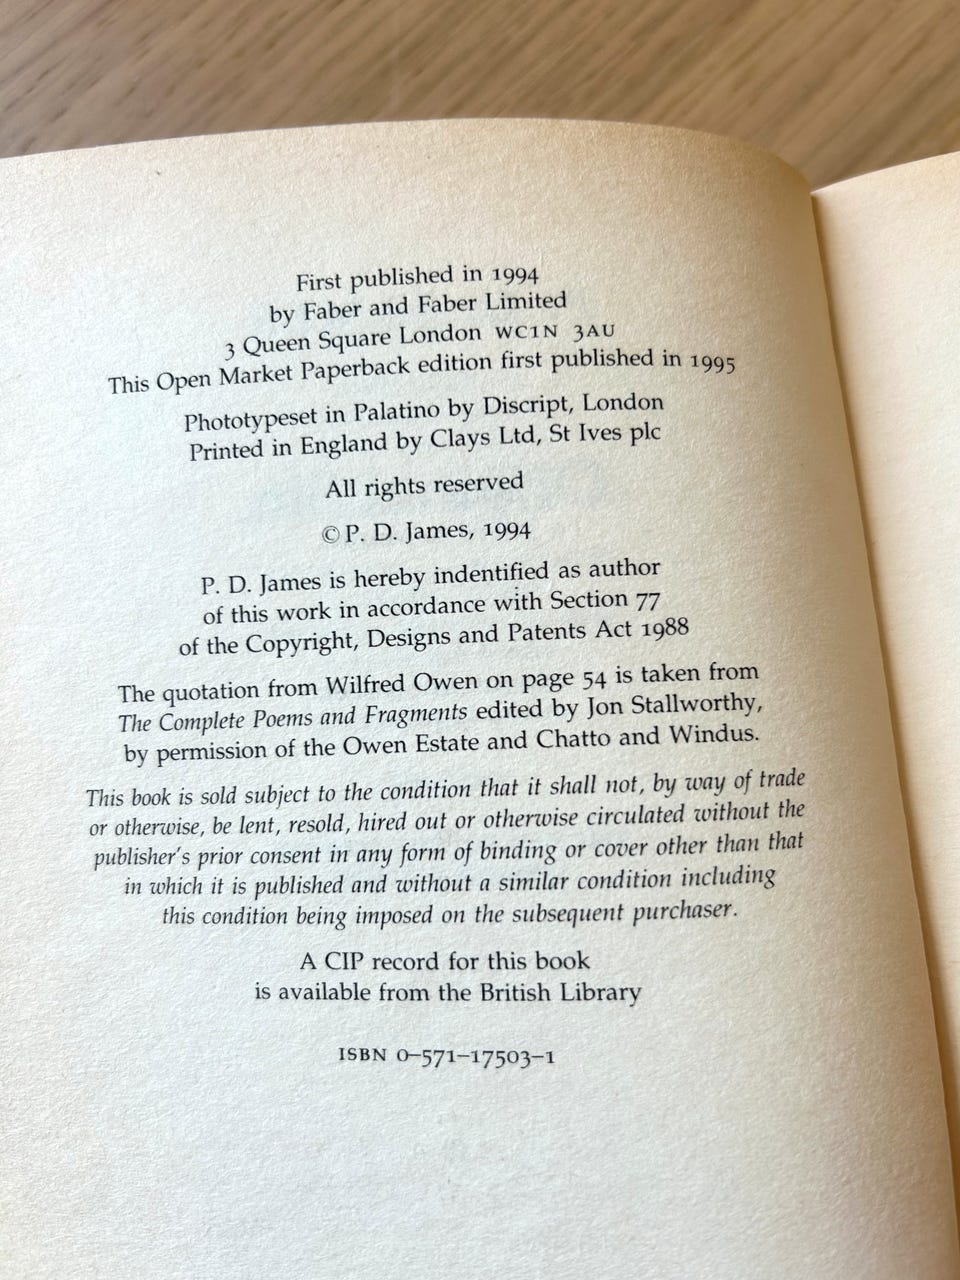 First published in 1994
by Faber and Faber Limited
3 Queen Square London WC1N 3AU
This Open Market Paperback edition first published in 1995
Phototypeset in Palatino by Discript, London
Printed in England by Clays Ltd, St Ives plc
All rights reserved
© P. D. James, 1994
P. D. James is hereby indentified as author
of this work in accordance with Section 77
of the Copyright, Designs and Patents Act 1988
The quotation from Wilfred Owen on page 54 is taken from
The Complete Poems and Fragments edited by Jon Stallworthy,
by permission of the Owen Estate and Chatto and Windus.
This book is sold subject to the condition that it shall not, by way of trade
or otherwise, be lent, resold, hired out or otherwise circulated without the
publisher's prior consent in any form of binding or cover other than that
in which it is published and without a similar condition including
this condition being imposed on the subsequent purchaser.
A CIP record for this book
is available from the British Library
ISBN 0–571–17503–1